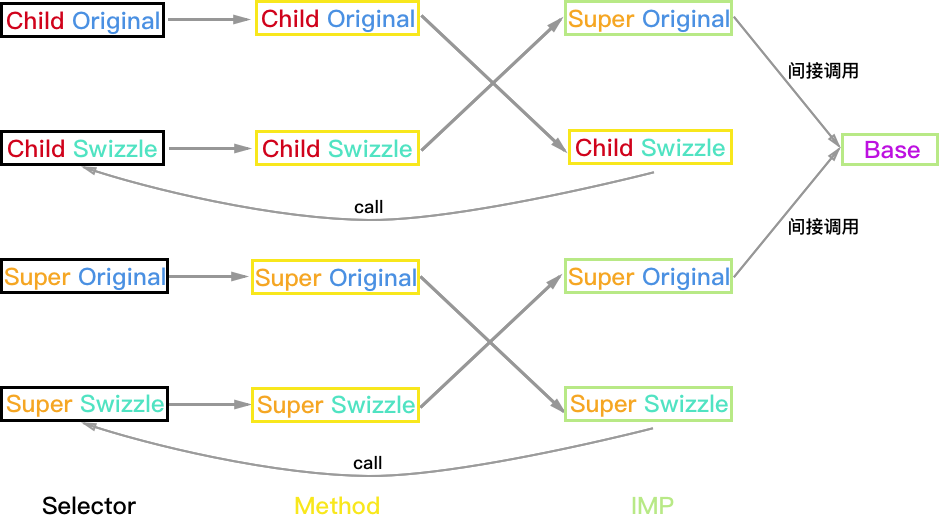 Child Original
Child Original
Super Original
间接调用
Child Swizzle
Child Swizzle
Child Swizzle
Base
call
间接调用
Super Original
Super Original
Super Original
Super Swizzle
Super Swizzle
Super Swizzle
call
Selector
Method
IMP